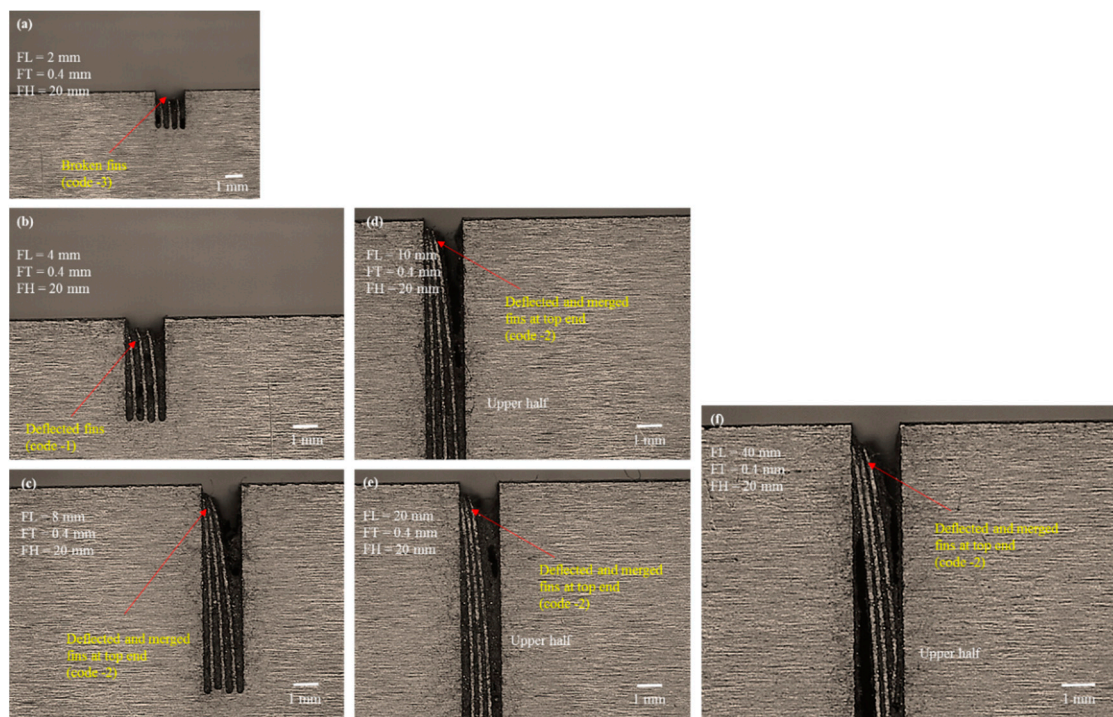 (a)
FL = 2 mm
FT = 0.4 mm
FH = 20 mm
Broken fins
(code -3)
1 mm
(b)
FL = 4 mm
FT = 0.4 mm
FH = 20 mm
Deflected fins
(code -1)
1 mm
(d)
FL = 10 mm
FT = 0.4 mm
FH = 20 mm
Deflected and merged
fins at top end
(code -2)
Upper half
1 mm
(c)
FL = 8 mm
FT = 0.4 mm
FH = 20 mm
Deflected and merged
fins at top end
(code -2)
1 mm
(e)
FL = 20 mm
FT = 0.4 mm
FH = 20 mm
Deflected and merged
fins at top end
(code -2)
Upper half
1 mm
(f)
FL = 40 mm
FT = 0.4 mm
FH = 20 mm
Deflected and merged
fins at top end
(code -2)
Upper half
1 mm